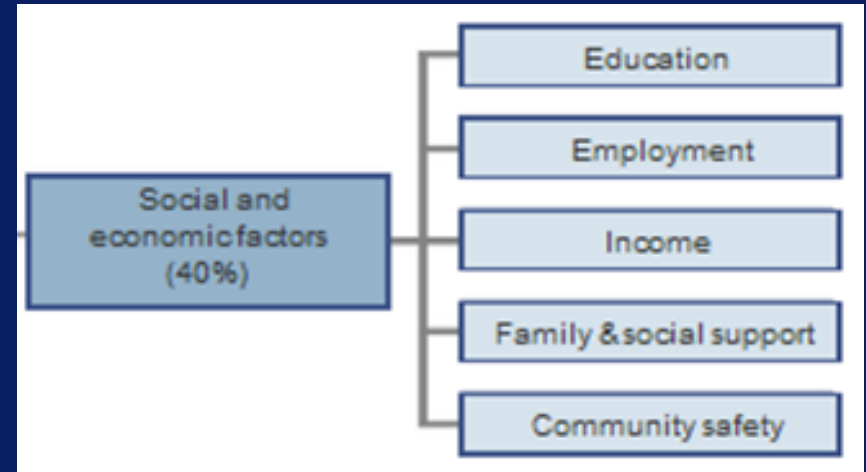 Education
Employment
Social and
economic factors
(40%)
Income
Family & social support
Community safety